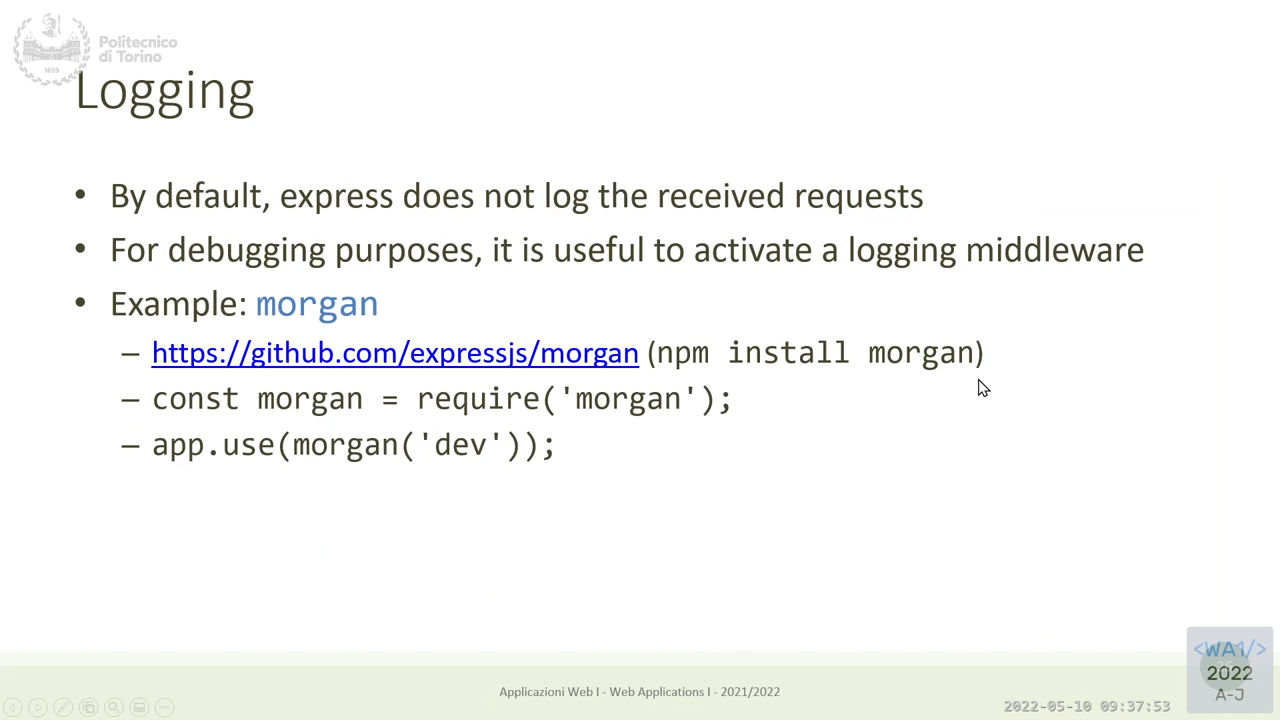 Politecnico
di Torino
1859
Logging
• By default, express does not log the received requests
• For debugging purposes, it is useful to activate a logging middleware
• Example: morgan
– https://github.com/expressjs/morgan (npm install morgan)
– const morgan = require('morgan');
– app.use(morgan('dev'));
Applicazioni Web I - Web Applications I - 2021/2022
2022-05-10 09:37:53
<WA1/>
2022
A-J